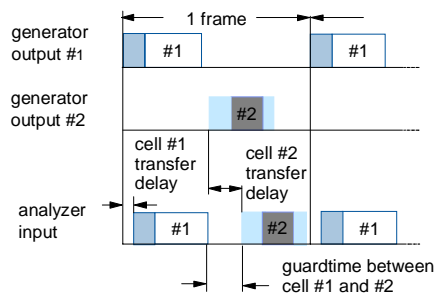 1 frame
generator
output #1
#1
#1
generator
output #2
#2
cell #1
transfer
delay
cell #2
transfer
delay
analyzer
input
#1
#2
#1
guardtime between
cell #1 and #2